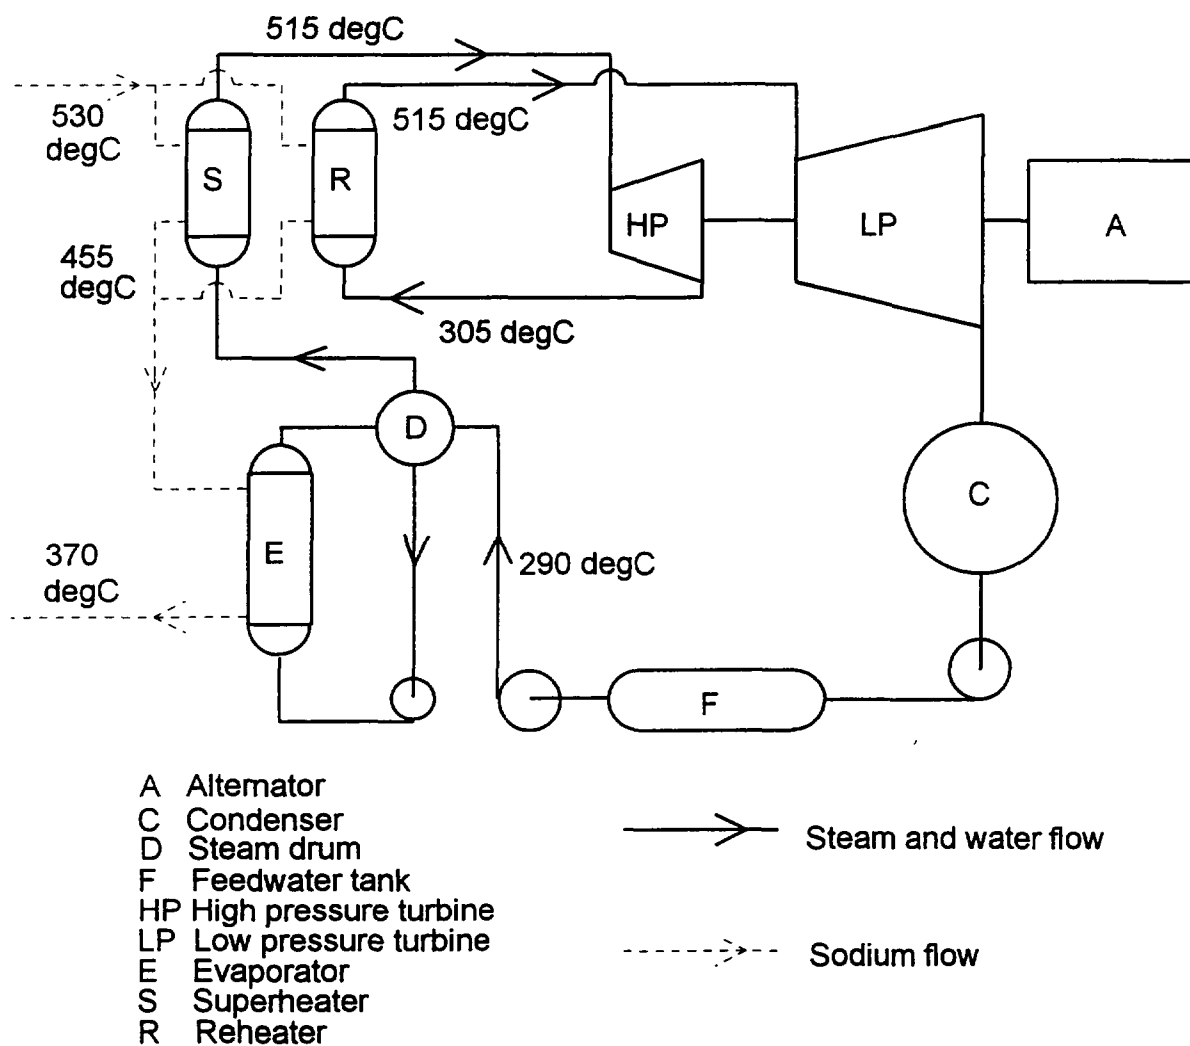 515 degC
530
degC
515 degC
S
R
HP
LP
A
455
degC
305 degC
D
C
370
degC
E
290 degC
F
A Alternator
C Condenser
D Steam drum
F Feedwater tank
HP High pressure turbine
LP Low pressure turbine
E Evaporator
S Superheater
R Reheater
Steam and water flow
Sodium flow